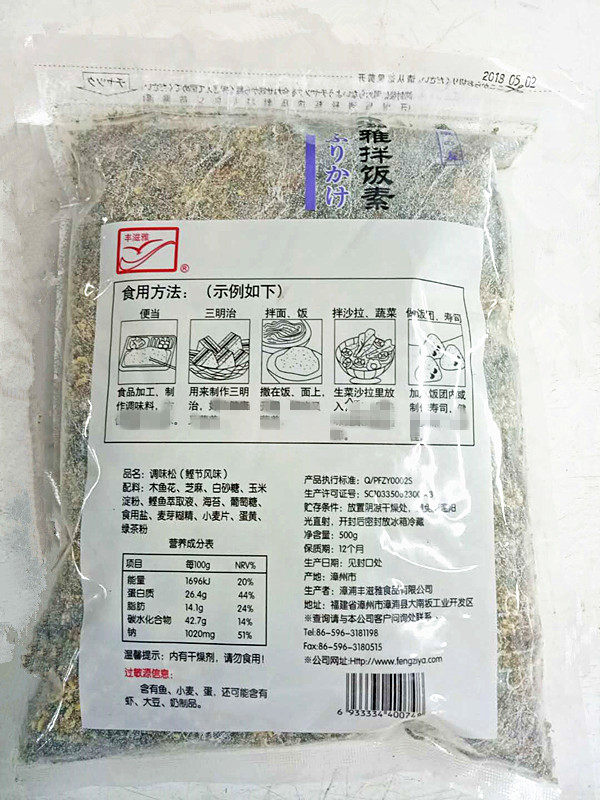 チャック
2018 05 02
雅拌饭素
ふりかけ
丰滋雅
®
食用方法：（示例如下）
便当
三明治
拌面、饭
拌沙拉、蔬菜
饭团、寿司
食品加工、制
作调味料，
用来制作三明
治，
撒在饭、面上，
生菜沙拉里放
入，
加 饭团内或
制作寿司，
品名：调味松（鲣节风味）
配料：木鱼花、芝麻、白砂糖、玉米
淀粉、鲣鱼萃取液、海苔、葡萄糖、
食用盐、麦芽糊精、小麦片、蛋黄、
绿茶粉
营养成分表
项目 每100g NRV%
能量 1696kJ 20%
蛋白质 26.4g 44%
脂肪 14.1g 24%
碳水化合物 42.7g 14%
钠 1020mg 51%
温馨提示：内有干燥剂，请勿食用！
过敏源信息：
含有鱼、小麦、蛋，还可能含有
虾、大豆、奶制品。
产品执行标准：Q/PFZY0002S
生产许可证号：
贮存条件：放置阴凉干燥处，阳
光直射，开封后密封放冰箱冷藏
净含量：500g
保质期：12个月
生产日期：见封口处
产地：漳州市
生产者：漳浦丰滋雅食品有限公司
地址：福建省漳州市漳浦县大南坂工业开发区
※查询请与本公司客户问询处联系
Tel:86-596-3181198
Fax:86-596-3180515
※公司网址:Http://www.fengziya.com
6 933334 40074